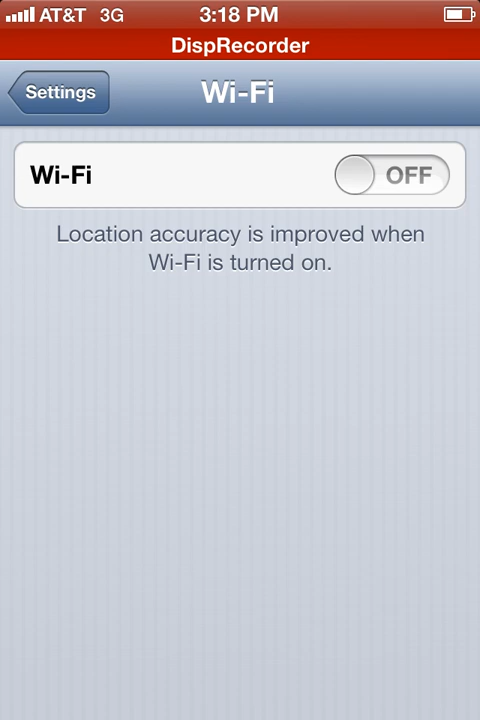 AT&T 3G 3:18 PM
DispRecorder
Settings Wi-Fi
Wi-Fi OFF
Location accuracy is improved when
Wi-Fi is turned on.